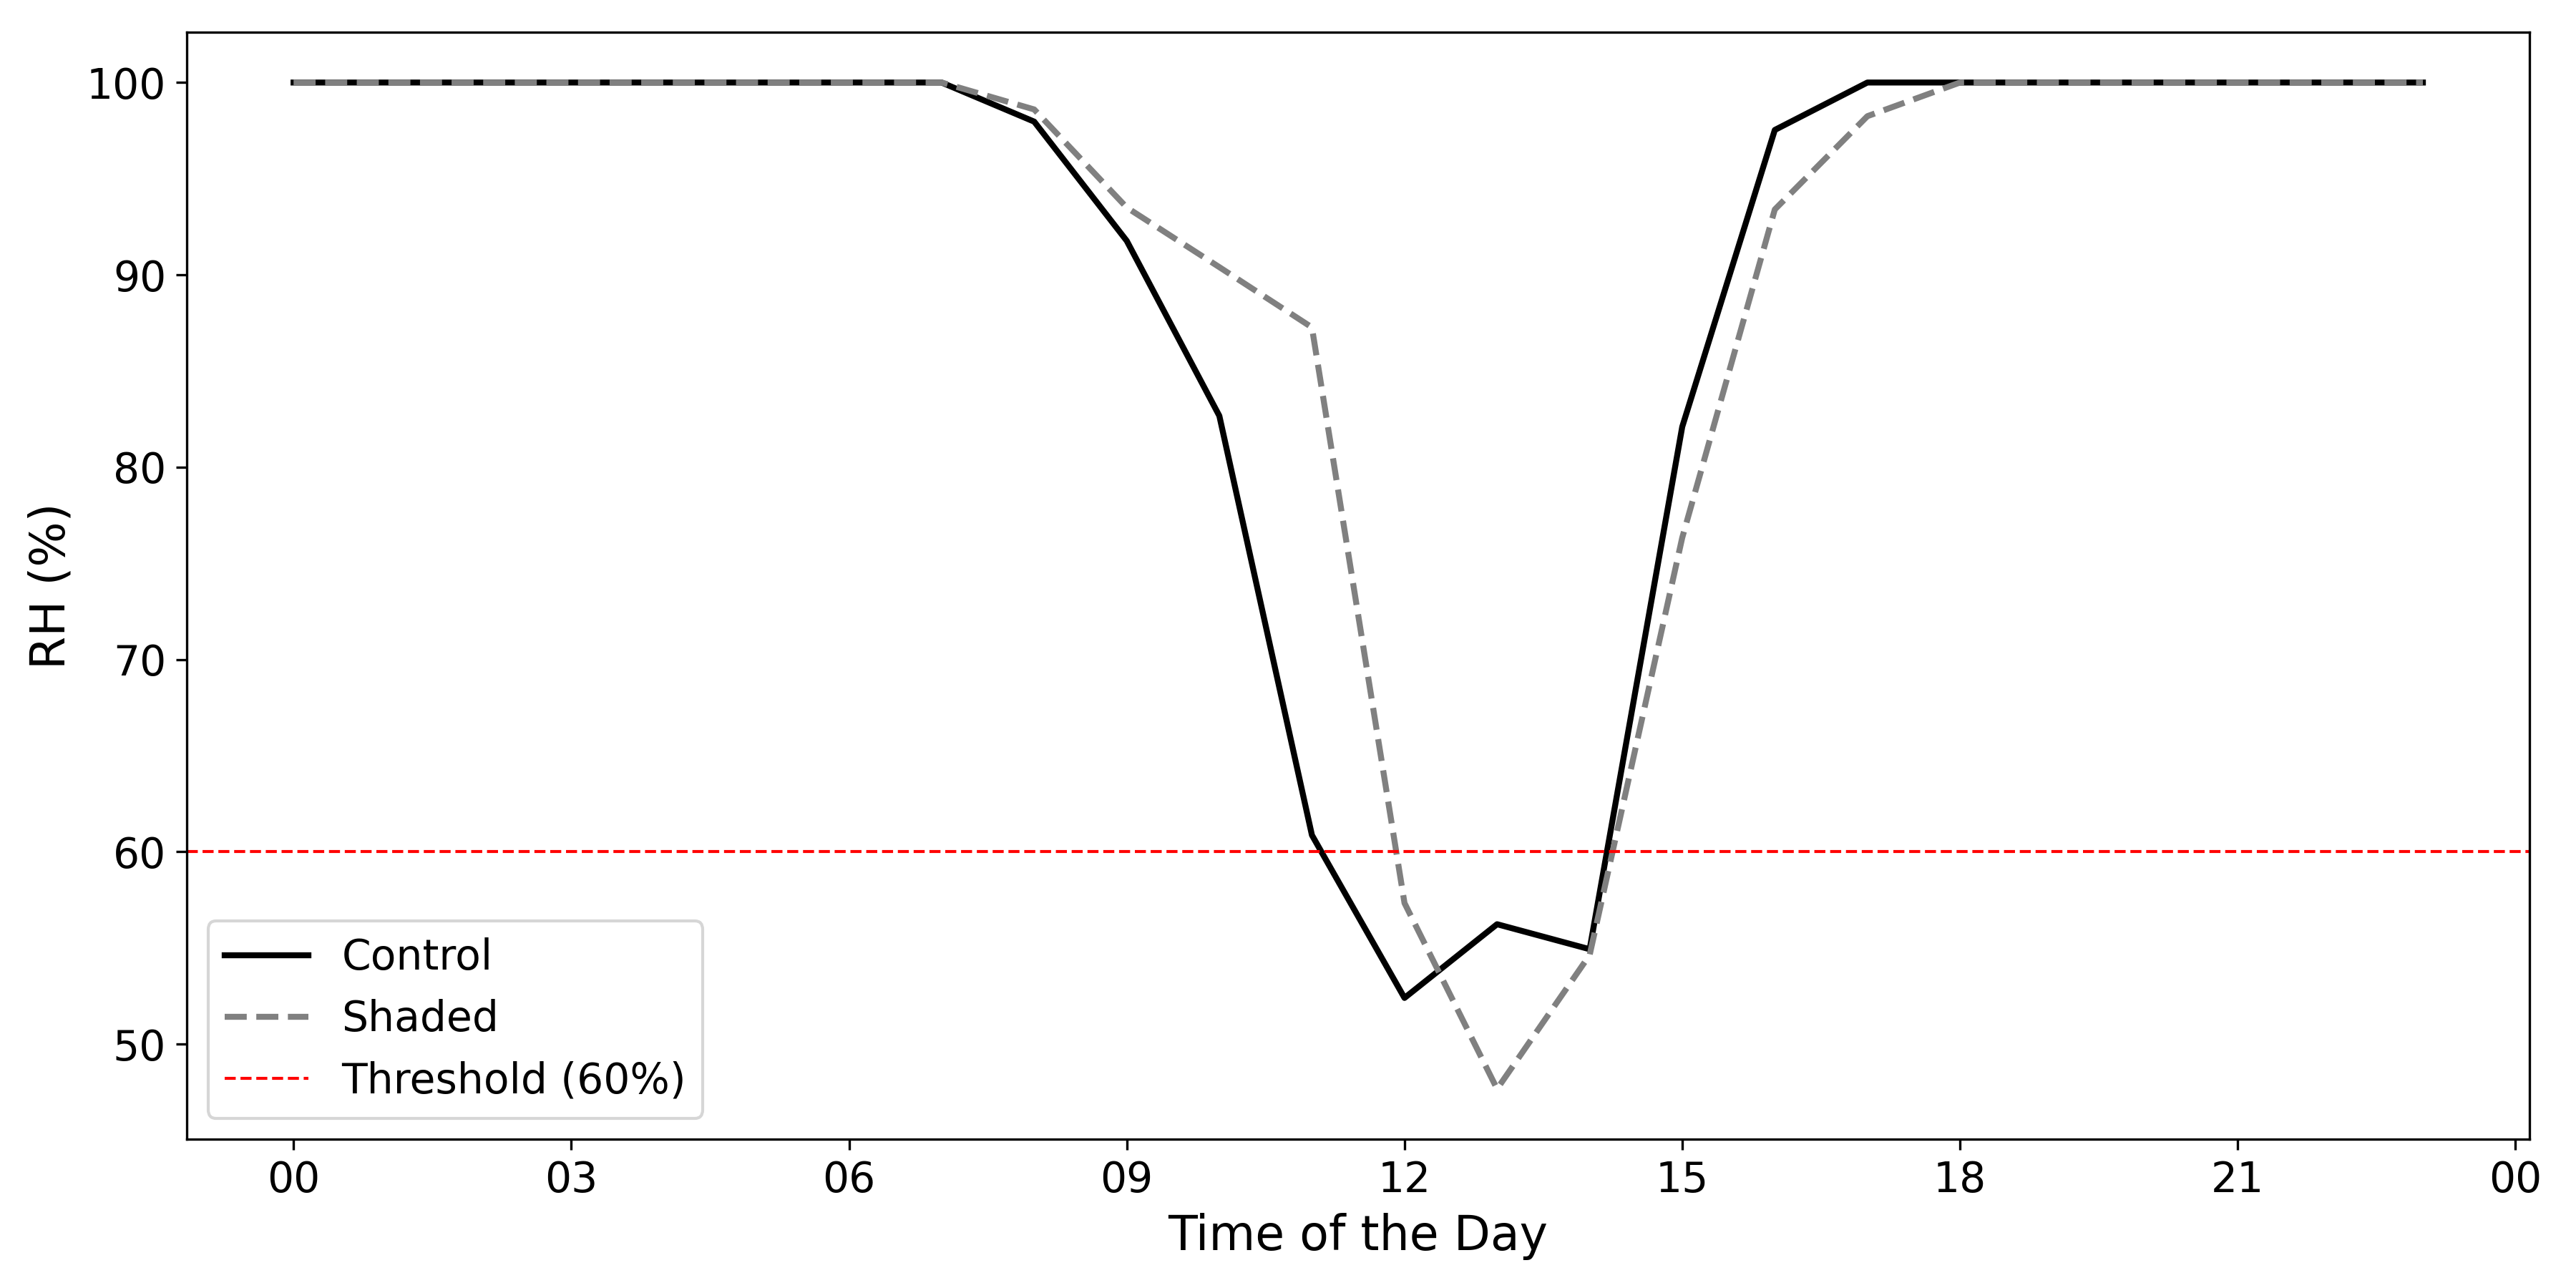 100
90
80
70
60
50
RH (%)
Control
Shaded
Threshold (60%)
00 03 06 09 12 15 18 21 00
Time of the Day